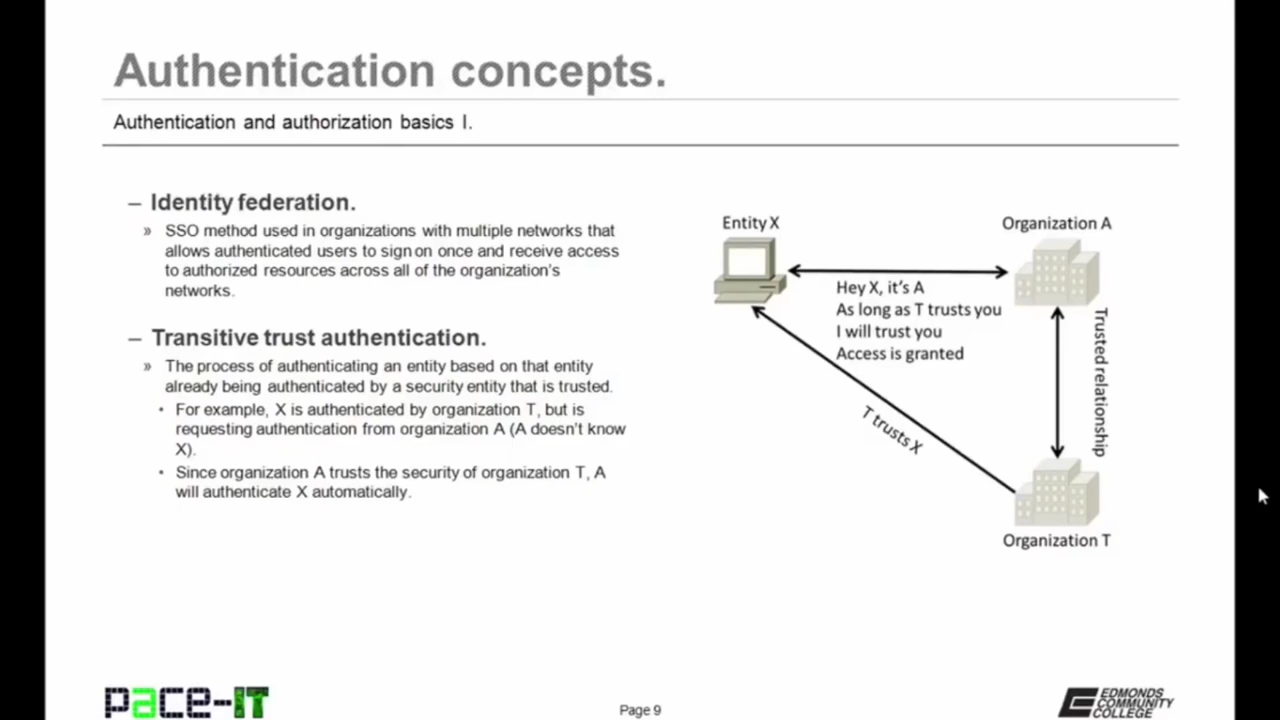 Authentication concepts.
Authentication and authorization basics I.
– Identity federation.
» SSO method used in organizations with multiple networks that
allows authenticated users to sign on once and receive access
to authorized resources across all of the organization's
networks.
– Transitive trust authentication.
» The process of authenticating an entity based on that entity
already being authenticated by a security entity that is trusted.
• For example, X is authenticated by organization T, but is
requesting authentication from organization A (A doesn't know
X).
• Since organization A trusts the security of organization T, A
will authenticate X automatically.
Entity X
Organization A
Hey X, it's A
As long as T trusts you
I will trust you
Access is granted
Trusted relationship
T trusts X
Organization T
pace-IT
Page 9
EDMONDS
COMMUNITY
COLLEGE